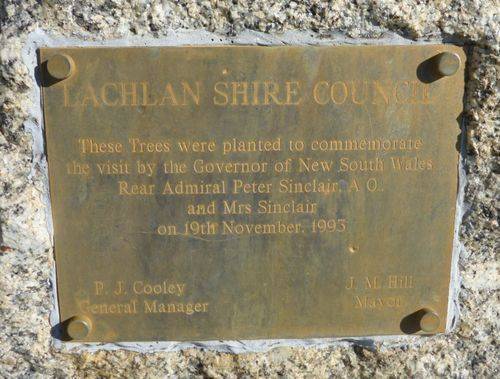 LACHLAN SHIRE COUNCIL
These Trees were planted to commemorate
the visit by the Governor of New South Wales
Rear Admiral Peter Sinclair, A.O.,
and Mrs Sinclair
on 19th November, 1993
P. J. Cooley
General Manager
J. M. Hill
Mayor